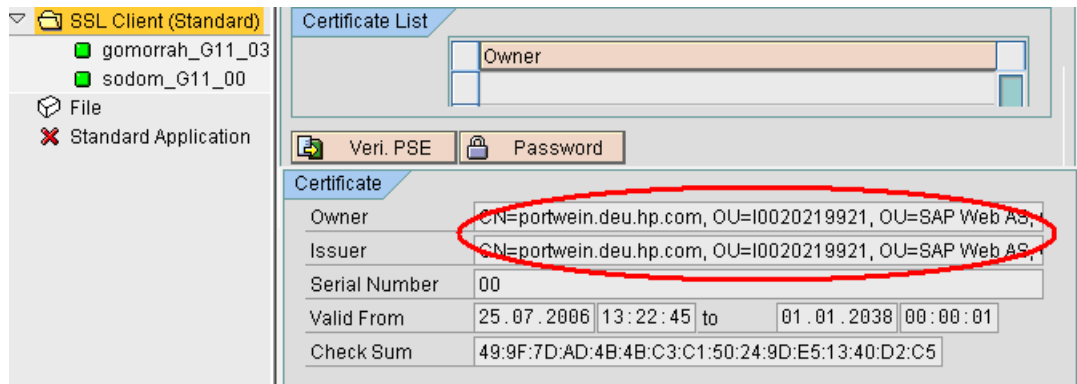 SSL Client (Standard)
gomorrah_G11_03
sodom_G11_00
File
Standard Application
Certificate List
Owner
Veri. PSE
Password
Certificate
Owner CN=portwein.deu.hp.com, OU=I0020219921, OU=SAP Web AS,
Issuer CN=portwein.deu.hp.com, OU=I0020219921, OU=SAP Web AS,
Serial Number 00
Valid From 25.07.2006 13:22:45 to 01.01.2038 00:00:01
Check Sum 49:9F:7D:AD:4B:4B:C3:C1:50:24:9D:E5:13:40:D2:C5